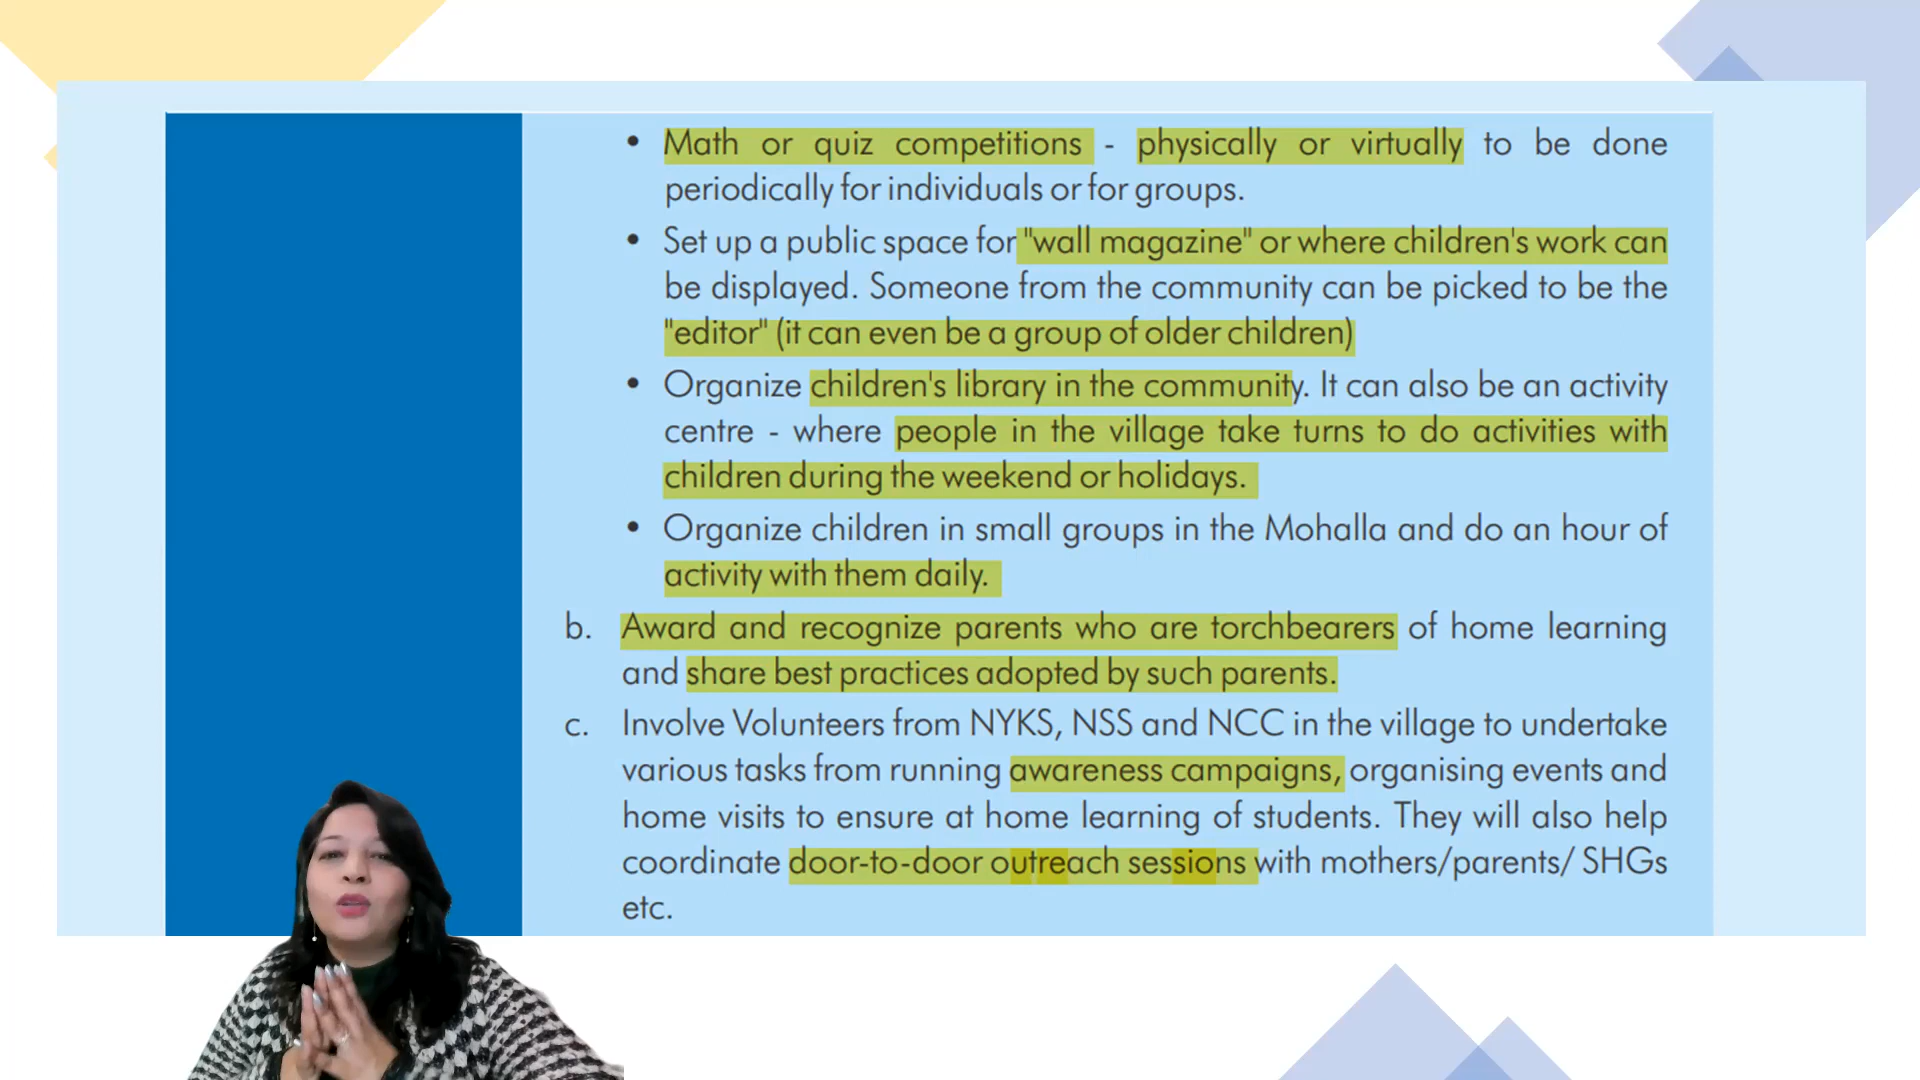 • Math or quiz competitions - physically or virtually to be done
periodically for individuals or for groups.
• Set up a public space for "wall magazine" or where children's work can
be displayed. Someone from the community can be picked to be the
"editor" (it can even be a group of older children)
• Organize children's library in the community. It can also be an activity
centre - where people in the village take turns to do activities with
children during the weekend or holidays.
• Organize children in small groups in the Mohalla and do an hour of
activity with them daily.
b. Award and recognize parents who are torchbearers of home learning
and share best practices adopted by such parents.
c. Involve Volunteers from NYKS, NSS and NCC in the village to undertake
various tasks from running awareness campaigns, organising events and
home visits to ensure at home learning of students. They will also help
coordinate door-to-door outreach sessions with mothers/parents/ SHGs
etc.